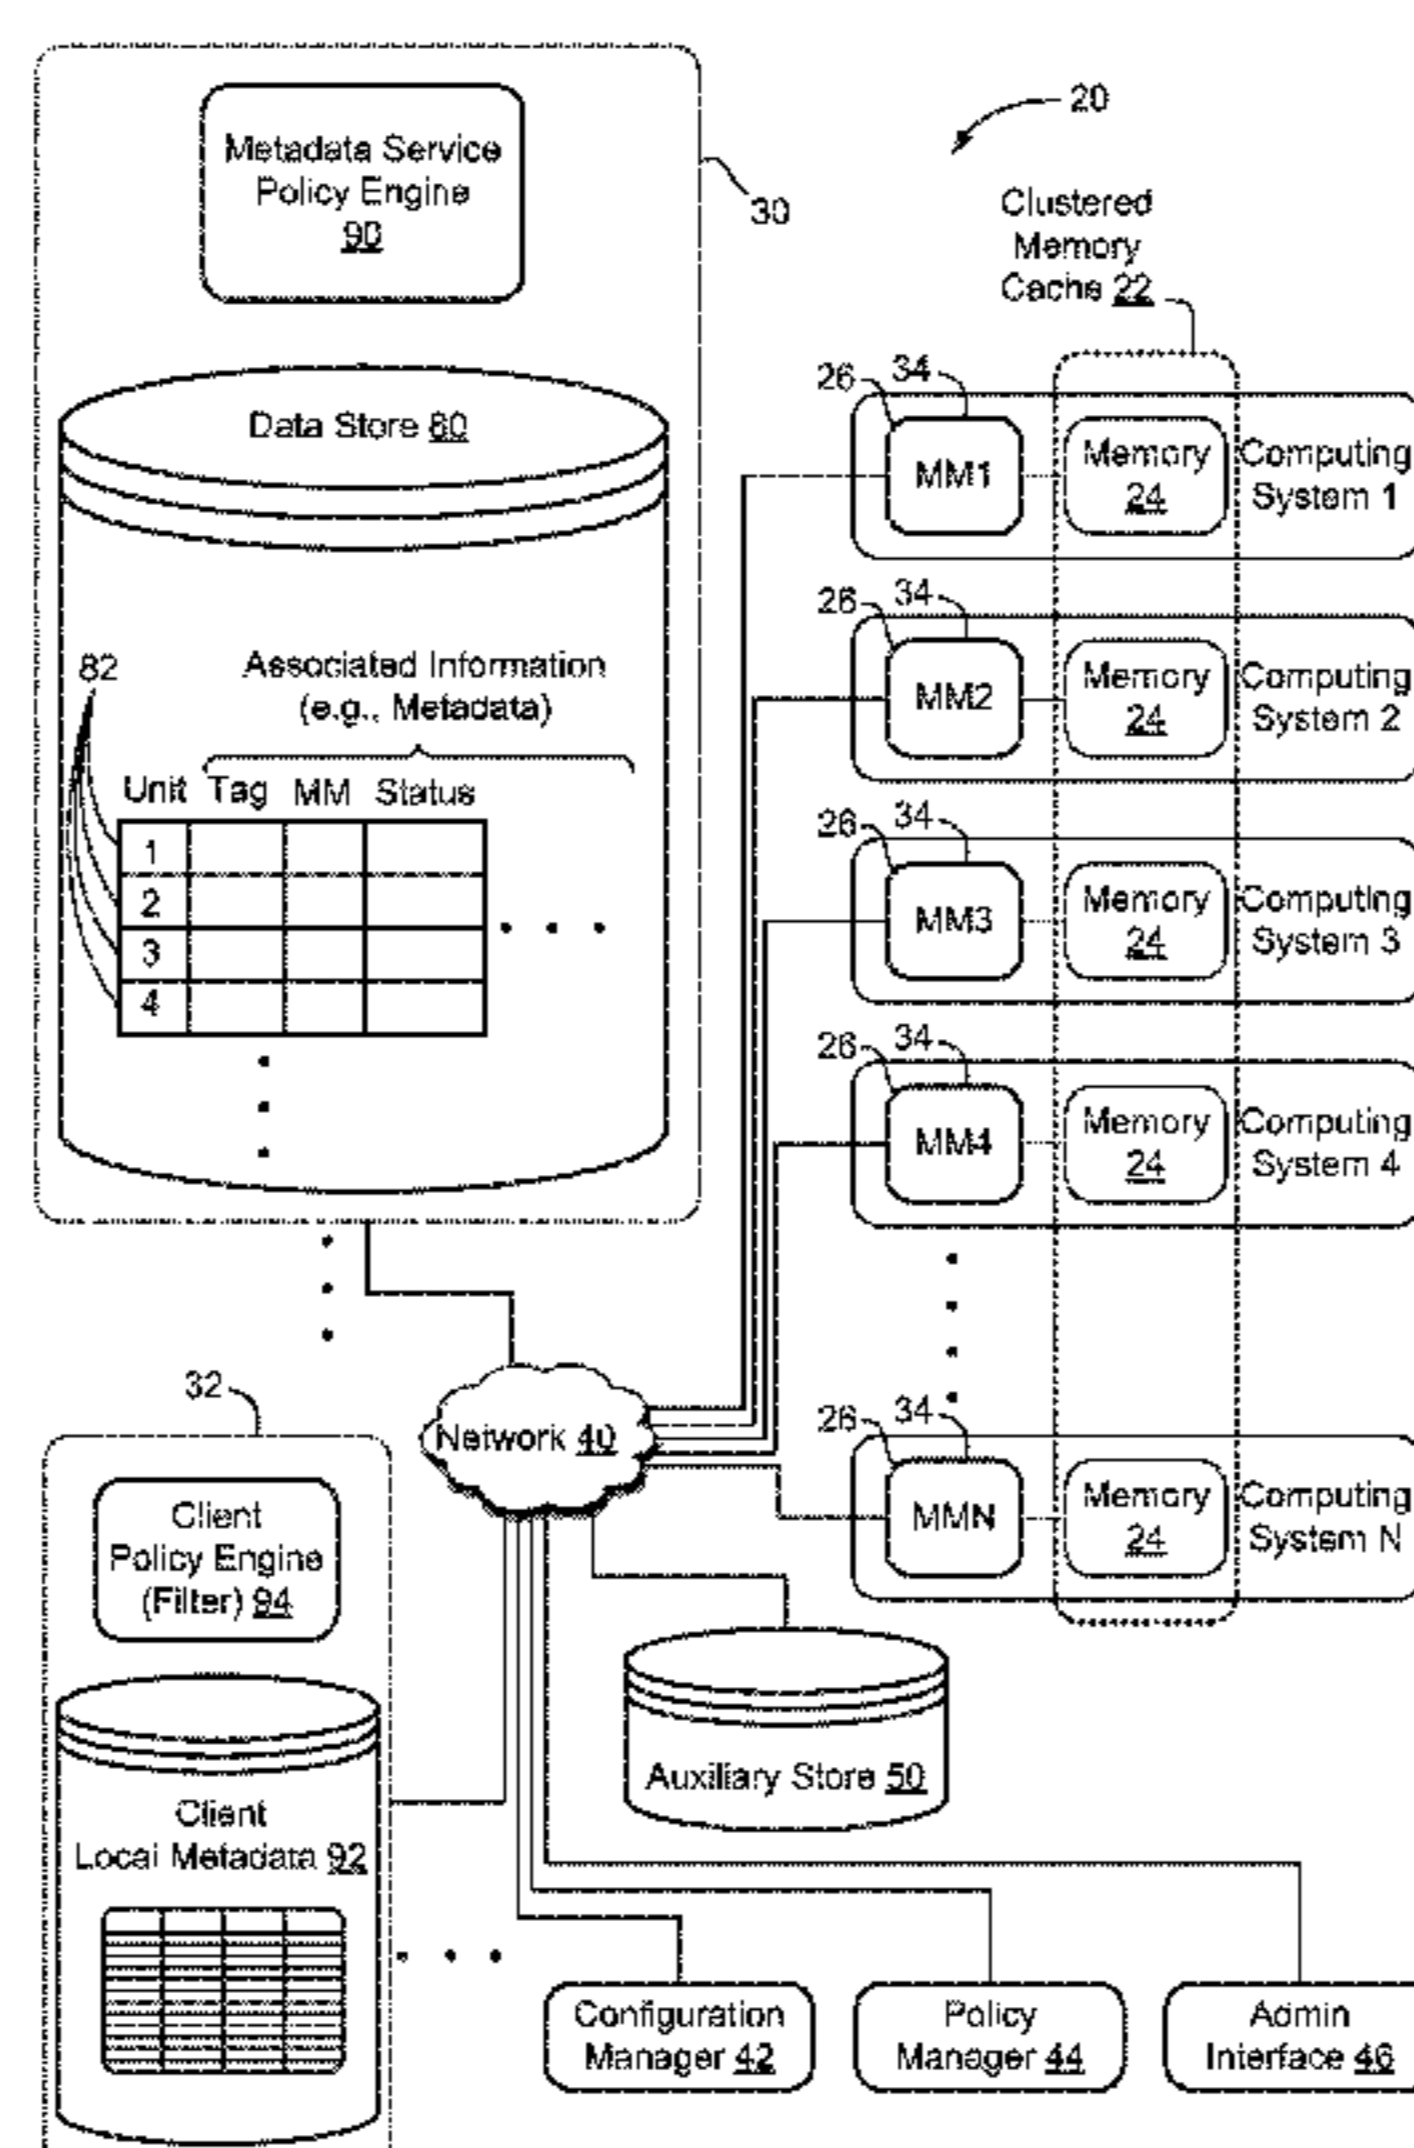 20
Metadata Service
Policy Engine
90
30
Clustered
Memory
Cache 22
Data Store 80
26
34
MM1
Memory
24
Computing
System 1
26
34
MM2
Memory
24
Computing
System 2
82
Associated Information
(e.g., Metadata)
Unit Tag MM Status
1
2
3
4
26
34
MM3
Memory
24
Computing
System 3
26
34
MM4
Memory
24
Computing
System 4
26
34
MMN
Memory
24
Computing
System N
Network 40
32
Client
Policy Engine
(Filter) 94
Client
Local Metadata 92
Auxiliary Store 50
Configuration
Manager 42
Policy
Manager 44
Admin
Interface 46